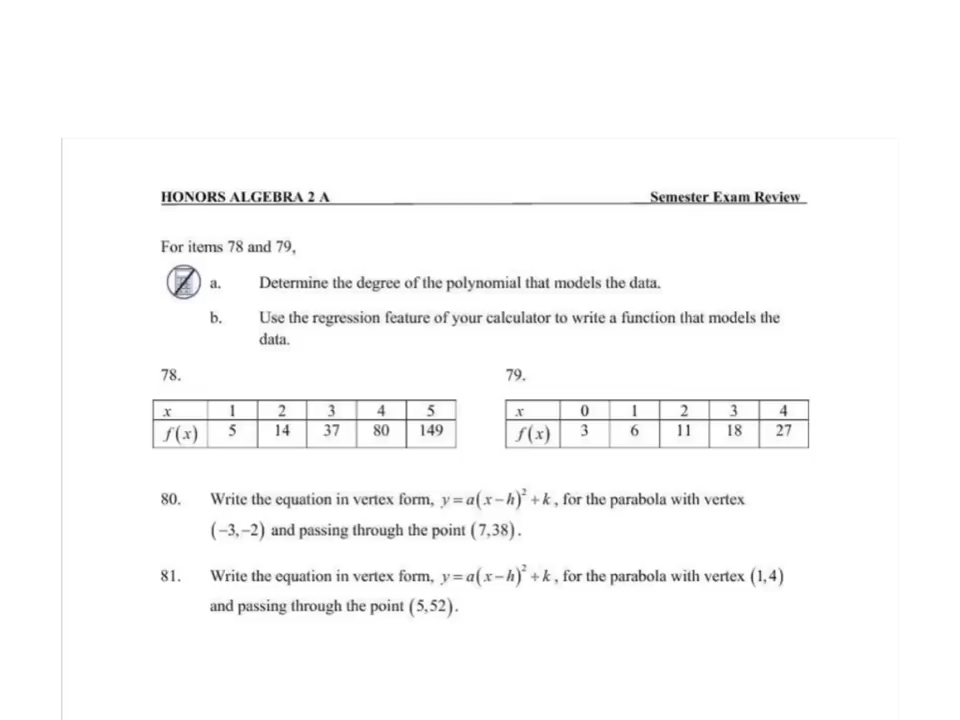 HONORS ALGEBRA 2 A Semester Exam Review
For items 78 and 79,
a. Determine the degree of the polynomial that models the data.
b. Use the regression feature of your calculator to write a function that models the
data.
78. 79.
x 1 2 3 4 5
f(x) 5 14 37 80 149
x 0 1 2 3 4
f(x) 3 6 11 18 27
80. Write the equation in vertex form, y=a(x−h)²+k, for the parabola with vertex
(−3,−2) and passing through the point (7,38).
81. Write the equation in vertex form, y=a(x−h)²+k, for the parabola with vertex (1,4)
and passing through the point (5,52).